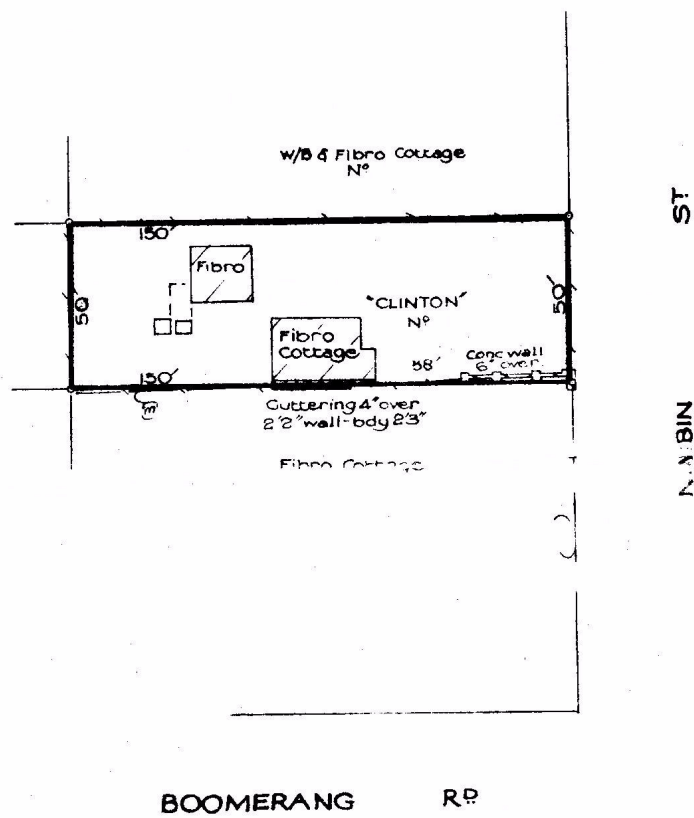 W/B & Fibro Cottage
Nº
ST
150'
Fibro
50'
"CLINTON"
Nº
50'
Fibro
Cottage
58'
Conc wall
6" over
150'
Guttering 4" over
2'2" wall-bdy 2'3"
Fibro Cottage
BIN
BOOMERANG RD